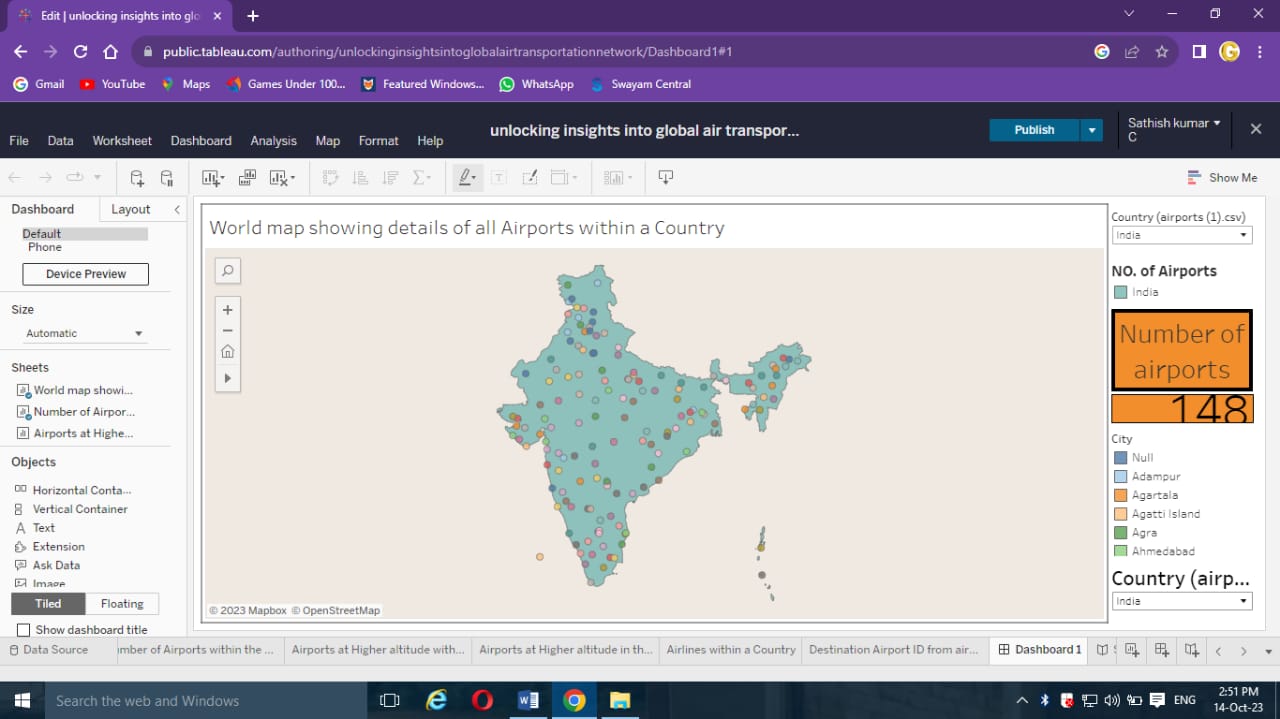 Edit | unlocking insights into glo
public.tableau.com/authoring/unlockinginsightsintoglobalairtransportationnetwork/Dashboard1#1
Gmail YouTube Maps Games Under 100... Featured Windows... WhatsApp Swayam Central
unlocking insights into global air transpor...
Publish
Sathish kumar C
File Data Worksheet Dashboard Analysis Map Format Help
Show Me
Dashboard Layout
Default
Phone
Device Preview
Size
Automatic
Sheets
World map showi...
Number of Airpor...
Airports at Highe...
Objects
Horizontal Conta...
Vertical Container
Text
Extension
Ask Data
Image
Tiled Floating
Show dashboard title
World map showing details of all Airports within a Country
© 2023 Mapbox © OpenStreetMap
Country (airports (1).csv)
India
NO. of Airports
India
Number of
airports
148
City
Null
Adampur
Agartala
Agatti Island
Agra
Ahmedabad
Country (airp...
India
Data Source mber of Airports within the ... Airports at Higher altitude with... Airports at Higher altitude in th... Airlines within a Country Destination Airport ID from air... Dashboard 1
Search the web and Windows
ENG
2:51 PM
14-Oct-23